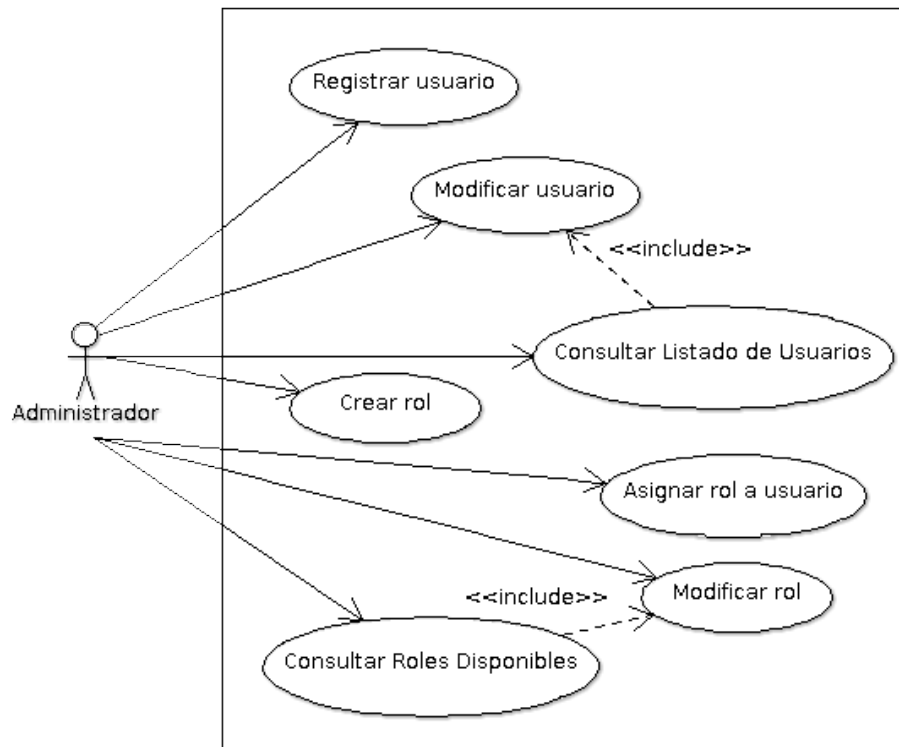 Registrar usuario
Modificar usuario
<<include>>
Consultar Listado de Usuarios
Crear rol
Administrador
Asignar rol a usuario
Modificar rol
<<include>>
Consultar Roles Disponibles